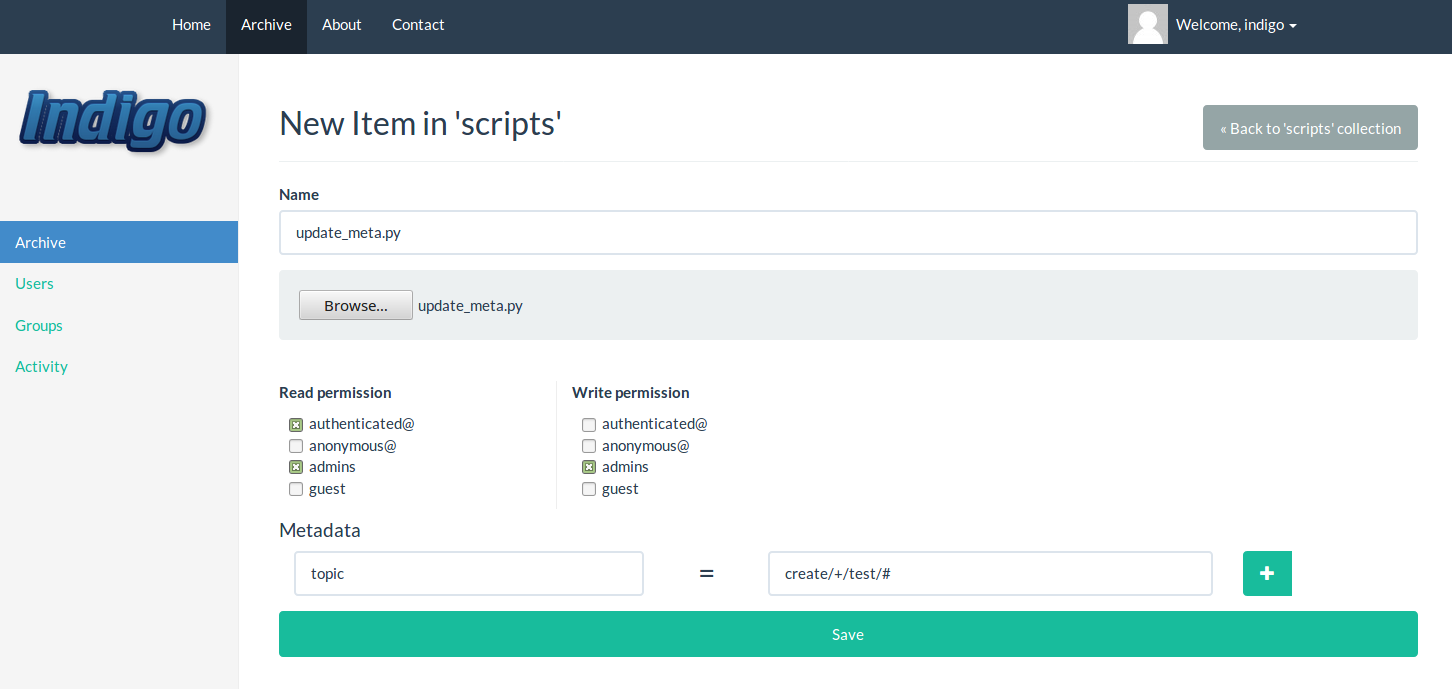 Home Archive About Contact Welcome, indigo
Indigo
Archive
Users
Groups
Activity
New Item in 'scripts'
« Back to 'scripts' collection
Name
update_meta.py
Browse... update_meta.py
Read permission Write permission
authenticated@ authenticated@
anonymous@ anonymous@
admins admins
guest guest
Metadata
topic = create/+/test/# +
Save